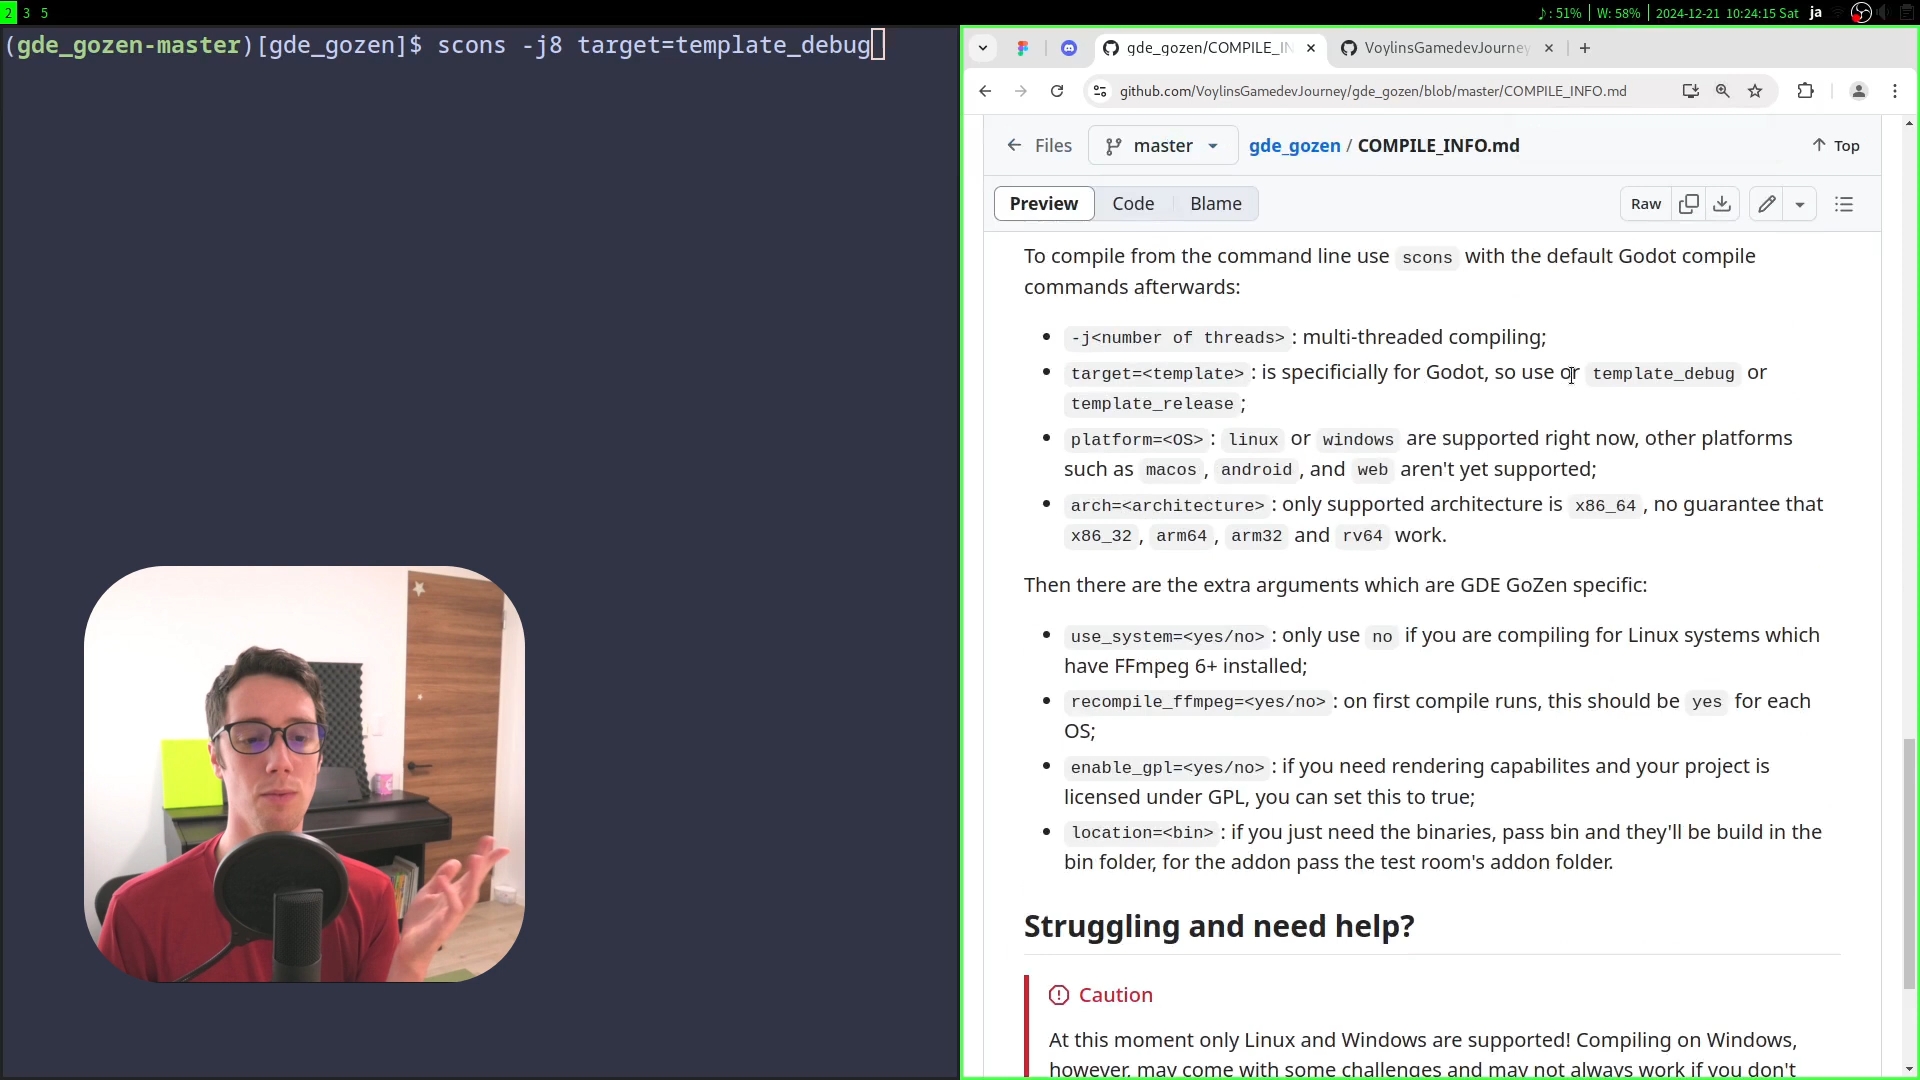 2 3 5
♪: 51% W: 58% 2024-12-21 10:24:15 Sat ja
(gde_gozen-master)[gde_gozen]$ scons -j8 target=template_debug
gde_gozen/COMPILE_IN
VoylinsGamedevJourney
github.com/VoylinsGamedevJourney/gde_gozen/blob/master/COMPILE_INFO.md
Files master gde_gozen / COMPILE_INFO.md Top
Preview Code Blame Raw
To compile from the command line use scons with the default Godot compile
commands afterwards:
-j<number of threads>: multi-threaded compiling;
target=<template>: is specificially for Godot, so use or template_debug or
template_release;
platform=<OS>: linux or windows are supported right now, other platforms
such as macos, android, and web aren't yet supported;
arch=<architecture>: only supported architecture is x86_64, no guarantee that
x86_32, arm64, arm32 and rv64 work.
Then there are the extra arguments which are GDE GoZen specific:
use_system=<yes/no>: only use no if you are compiling for Linux systems which
have FFmpeg 6+ installed;
recompile_ffmpeg=<yes/no>: on first compile runs, this should be yes for each
OS;
enable_gpl=<yes/no>: if you need rendering capabilites and your project is
licensed under GPL, you can set this to true;
location=<bin>: if you just need the binaries, pass bin and they'll be build in the
bin folder, for the addon pass the test room's addon folder.
Struggling and need help?
Caution
At this moment only Linux and Windows are supported! Compiling on Windows,
however, may come with some challenges and may not always work if you don't